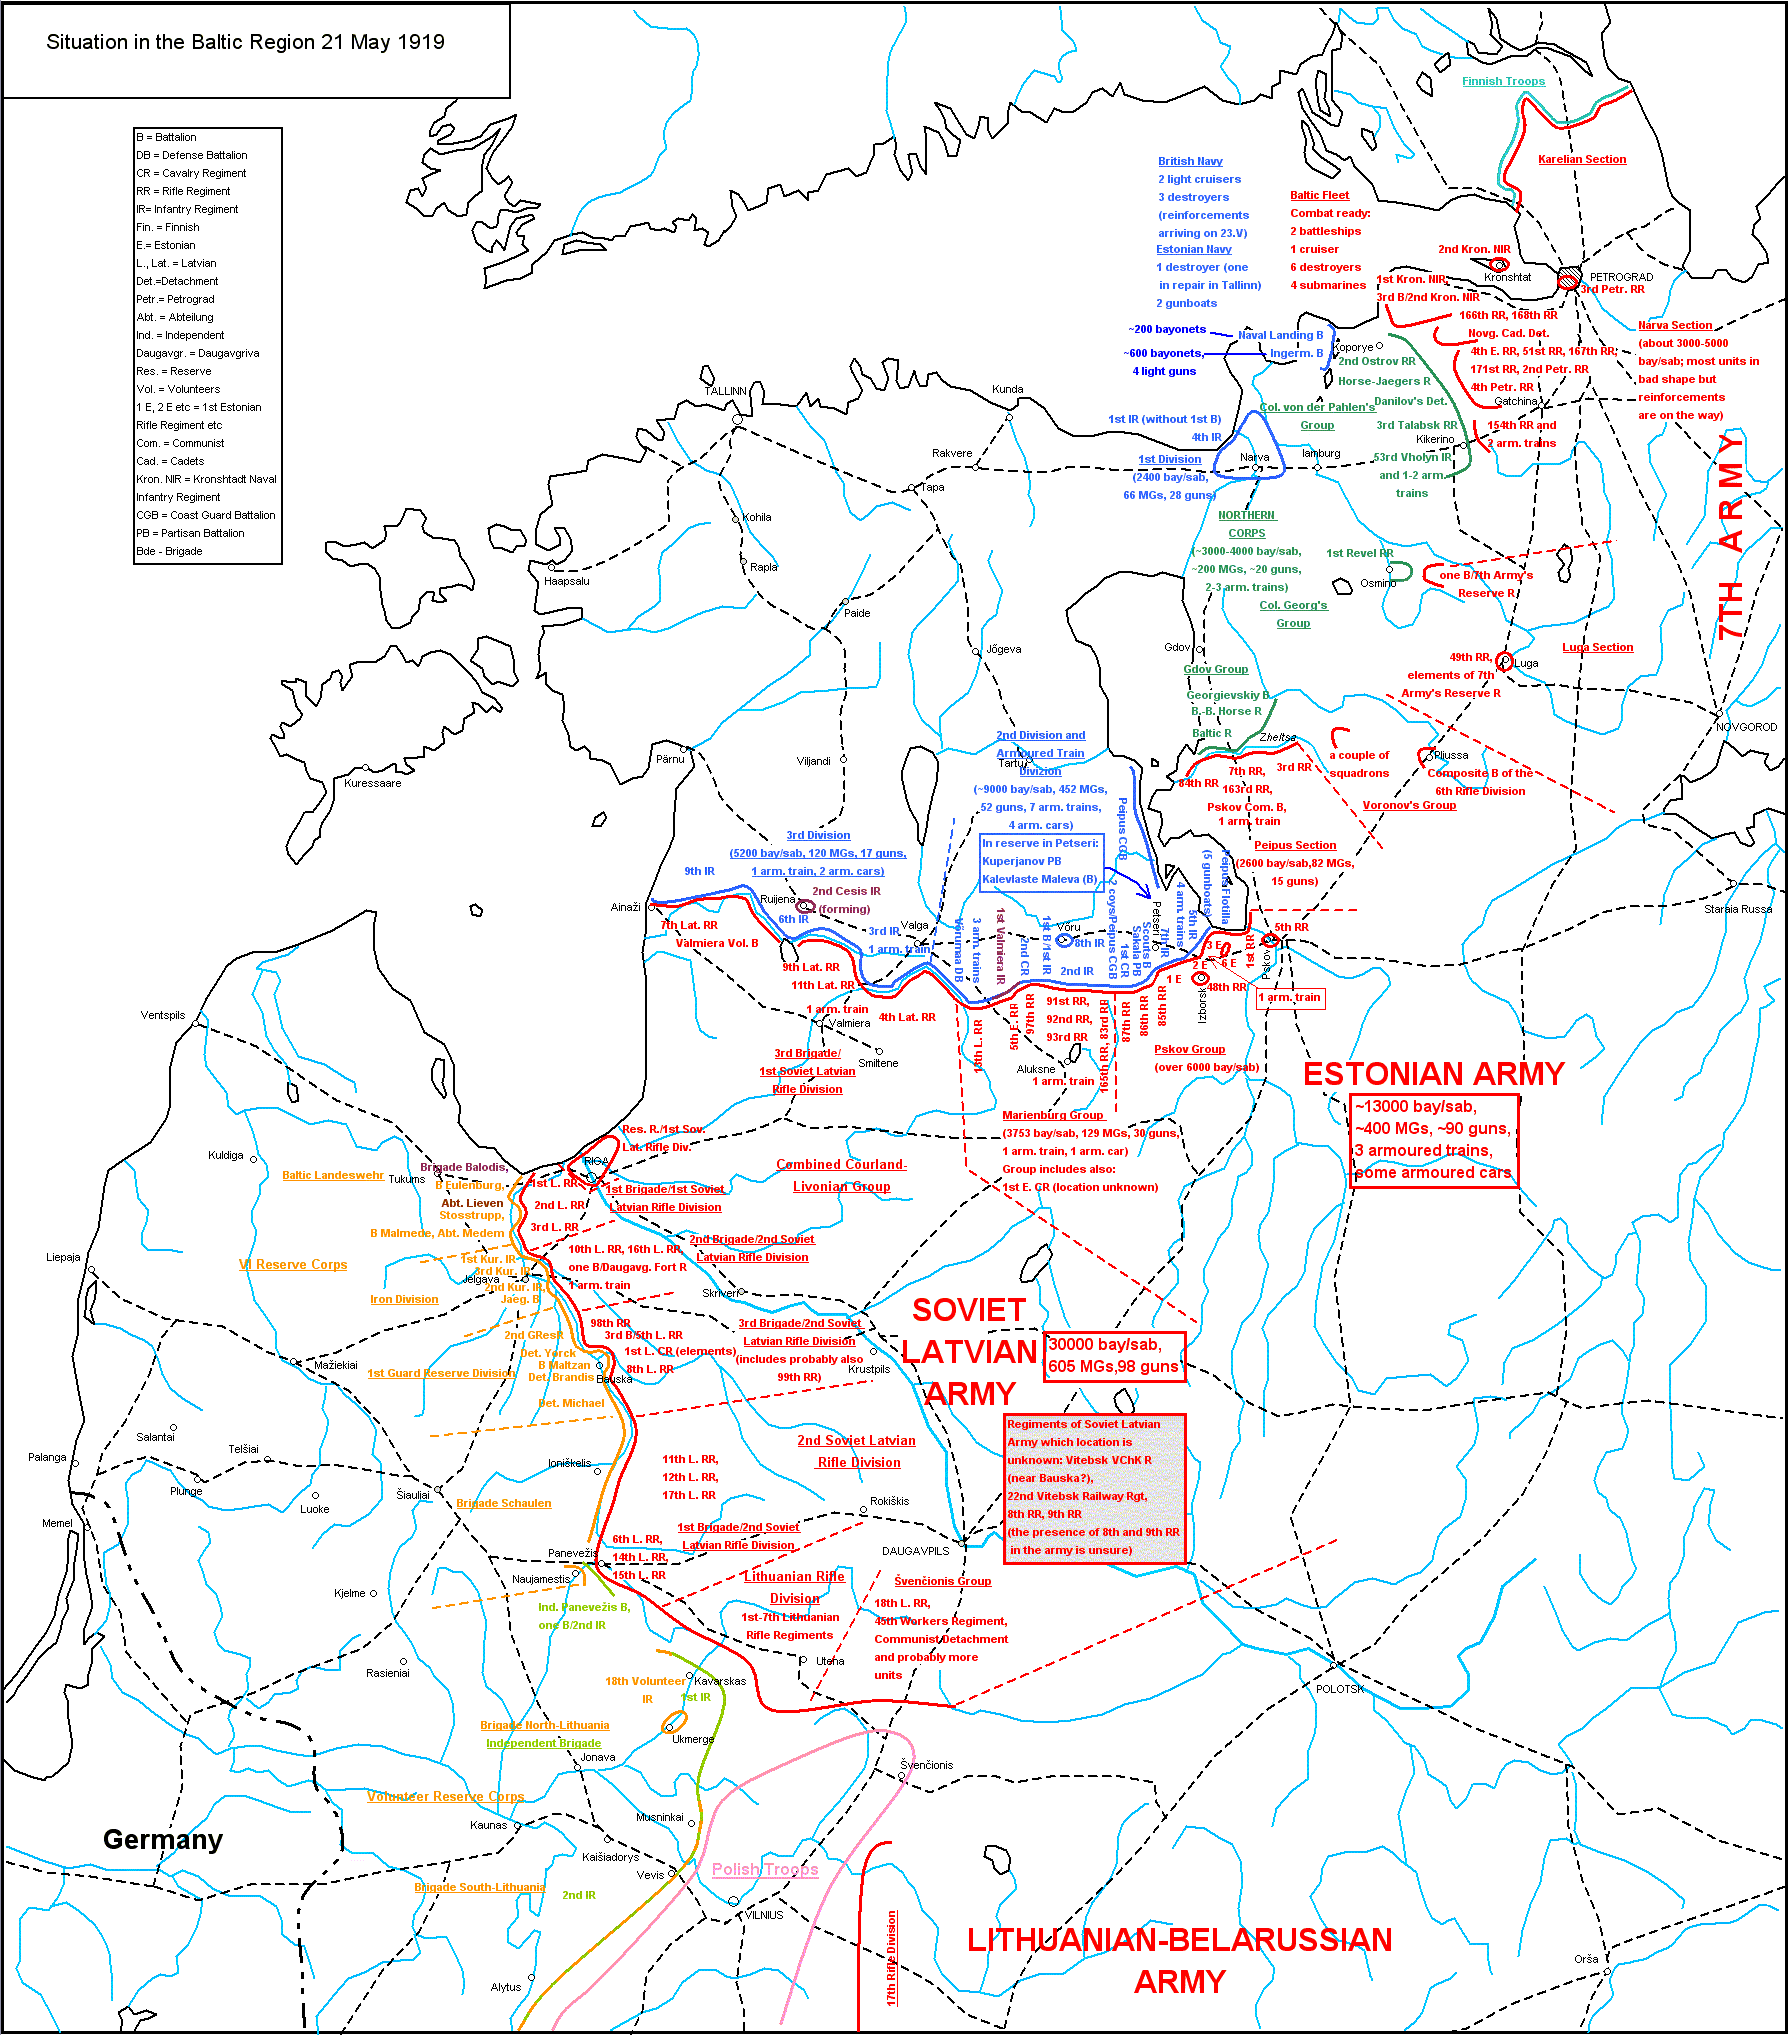 Situation in the Baltic Region 21 May 1919
B = Battalion
DB = Defense Battalion
CR = Cavalry Regiment
RR = Rifle Regiment
IR= Infantry Regiment
Fin. = Finnish
E.= Estonian
L., Lat. = Latvian
Det.=Detachment
Petr.= Petrograd
Abt. = Abteilung
Ind. = Independent
Daugavgr. = Daugavgriva
Res. = Reserve
Vol. = Volunteers
1 E, 2 E etc = 1st Estonian
Rifle Regiment etc
Com. = Communist
Cad. = Cadets
Kron. NIR = Kronshtadt Naval
Infantry Regiment
CGB = Coast Guard Battalion
PB = Partisan Battalion
Bde - Brigade
Finnish Troops
Karelian Section
British Navy
2 light cruisers
3 destroyers
(reinforcements
arriving on 23.V)
Estonian Navy
1 destroyer (one
in repair in Tallinn)
2 gunboats
Baltic Fleet
Combat ready:
2 battleships
1 cruiser
6 destroyers
4 submarines
2nd Kron. NIR
Kronshtat
PETROGRAD
3rd Petr. RR
1st Kron. NIR,
3rd B/2nd Kron. NIR
166th RR, 168th RR
Novg. Cad. Det.
4th E. RR, 51st RR, 167th RR,
171st RR, 2nd Petr. RR
4th Petr. RR
Gatchina
154th RR and
2 arm. trains
Narva Section
(about 3000-5000
bay/sab; most units in
bad shape but
reinforcements
are on the way)
7TH ARMY
~200 bayonets
Naval Landing B
~600 bayonets,
4 light guns
Ingerm. B
Koporye
2nd Ostrov RR
Horse-Jaegers R
Danilov's Det.
Col. von der Pahlen's
Group
3rd Talabsk RR
Kikerino
53rd Vholyn IR
and 1-2 arm.
trains
1st IR (without 1st B)
4th IR
1st Division
(2400 bay/sab,
66 MGs, 28 guns)
Narva
Iamburg
NORTHERN
CORPS
(~3000-4000 bay/sab,
~200 MGs, ~20 guns,
2-3 arm. trains)
1st Revel RR
Osmino
Col. Georg's
Group
one B/7th Army's
Reserve R
Luga Section
49th RR,
elements of 7th
Army's Reserve R
Luga
NOVGOROD
Staraia Russa
Gdov
Gdov Group
Georgievskiy B
B.-B. Horse R
Baltic R
Zheltsa
a couple of
squadrons
Pliussa
Composite B of the
6th Rifle Division
Voronov's Group
84th RR
7th RR,
163rd RR,
Pskov Com. B,
1 arm. train
3rd RR
Peipus Section
(2600 bay/sab,82 MGs,
15 guns)
TALLINN
Kunda
Rakvere
Tapa
Kohila
Rapla
Haapsalu
Paide
Jõgeva
Kuressaare
Pärnu
Viljandi
Tartu
2nd Division and
Armoured Train
Divizion
(~9000 bay/sab, 452 MGs,
52 guns, 7 arm. trains,
4 arm. cars)
In reserve in Petseri:
Kuperjanov PB
Kalevlaste Maleva (B)
Peipus CGB
Peipus Flotilla
(5 gunboats)
3rd Division
(5200 bay/sab, 120 MGs, 17 guns,
1 arm. train, 2 arm. cars)
9th IR
Ainaži
Ruijena
2nd Cesis IR
(forming)
6th IR
3rd IR
1 arm. train
Valga
Võru
8th IR
2nd IR
Võnumaa DB
3 arm. trains
1st Valmiera IR
2nd CR
1st B/1st IR
2 coys/Peipus CGB
1st CR
Sakala PB
Scouts B
Petseri
7th IR
4 arm. trains
5th IR
7th Lat. RR
Valmiera Vol. B
9th Lat. RR
11th Lat. RR
1 arm. train
4th Lat. RR
Valmiera
Smiltene
3rd Brigade/
1st Soviet Latvian
Rifle Division
13th L. RR
5th E. RR
97th RR
91st RR,
92nd RR,
93rd RR
Aluksne
1 arm. train
165th RR, 83rd RR
87th RR
86th RR
85th RR
1 E
2 E
3 E
6 E
1st RR
48th RR
Izborsk
Pskov
5th RR
1 arm. train
Pskov Group
(over 6000 bay/sab)
Marienburg Group
(3753 bay/sab, 129 MGs, 30 guns,
1 arm. train, 1 arm. car)
Group includes also:
1st E. CR (location unknown)
ESTONIAN ARMY
~13000 bay/sab,
~400 MGs, ~90 guns,
3 armoured trains,
some armoured cars
Ventspils
Kuldiga
Liepaja
Tukums
Baltic Landeswehr
Brigade Balodis,
B Eulenburg,
Abt. Lieven
Stosstrupp,
B Malmede, Abt. Medem
RIGA
Res. R./1st Sov.
Lat. Rifle Div.
1st L. RR
2nd L. RR
3rd L. RR
1st Brigade/1st Soviet
Latvian Rifle Division
Combined Courland-
Livonian Group
10th L. RR, 16th L. RR,
one B/Daugavg. Fort R
1 arm. train
2nd Brigade/2nd Soviet
Latvian Rifle Division
Skriveri
VI Reserve Corps
Iron Division
1st Kur. IR
3rd Kur. IR
Jelgava
2nd Kur. IR,
Jaeg. B
2nd GResR
Det. Yorck
B Maltzan
Det. Brandis
Bauska
Det. Michael
1st Guard Reserve Division
98th RR
3rd B/5th L. RR
1st L. CR (elements)
8th L. RR
3rd Brigade/2nd Soviet
Latvian Rifle Division
(includes probably also
99th RR)
Krustpils
SOVIET
LATVIAN
ARMY
30000 bay/sab,
605 MGs,98 guns
Regiments of Soviet Latvian
Army which location is
unknown: Vitebsk VChK R
(near Bauska?),
22nd Vitebsk Railway Rgt,
8th RR, 9th RR
(the presence of 8th and 9th RR
in the army is unsure)
2nd Soviet Latvian
Rifle Division
Mažiekiai
Salantai
Telšiai
Palanga
Plunge
Luoke
Memel
Šiauliai
Ioniškelis
Brigade Schaulen
11th L. RR,
12th L. RR,
17th L. RR
Rokiškis
6th L. RR,
14th L. RR,
15th L. RR
1st Brigade/2nd Soviet
Latvian Rifle Division
DAUGAVPILS
Panevežis
Naujamestis
Ind. Panevežis B,
one B/2nd IR
Kjelme
Rasieniai
Lithuanian Rifle
Division
1st-7th Lithuanian
Rifle Regiments
Švenčionis Group
18th L. RR,
45th Workers Regiment,
Communist Detachment
and probably more
units
Utena
POLOTSK
18th Volunteer
IR
Kavarskas
1st IR
Ukmerge
Brigade North-Lithuania
Independent Brigade
Jonava
Švenčionis
Volunteer Reserve Corps
Kaunas
Musninkai
Kaišiadorys
Vevis
Germany
Polish Troops
Brigade South-Lithuania
2nd IR
VILNIUS
Alytus
17th Rifle Division
LITHUANIAN-BELARUSSIAN
ARMY
Orša